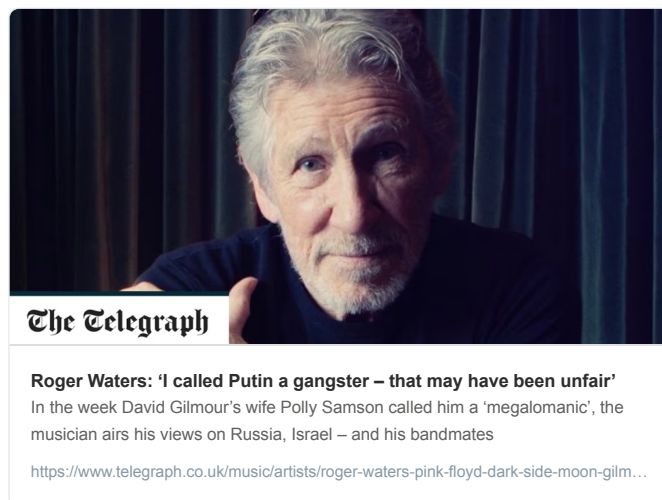 The Telegraph
Roger Waters: ‘I called Putin a gangster – that may have been unfair’
In the week David Gilmour’s wife Polly Samson called him a ‘megalomanic’, the
musician airs his views on Russia, Israel – and his bandmates
https://www.telegraph.co.uk/music/artists/roger-waters-pink-floyd-dark-side-moon-gilm…